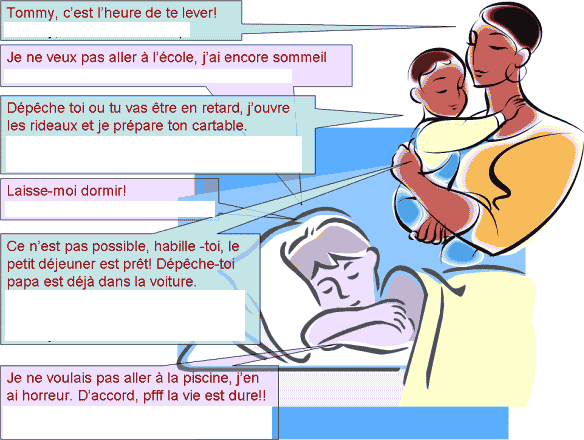 Tommy, c'est l'heure de te lever!
Je ne veux pas aller à l'école, j'ai encore sommeil
Dépêche toi ou tu vas être en retard, j'ouvre
les rideaux et je prépare ton cartable.
Laisse-moi dormir!
Ce n'est pas possible, habille -toi, le
petit déjeuner est prêt! Dépêche-toi
papa est déjà dans la voiture.
Je ne voulais pas aller à la piscine, j'en
ai horreur. D'accord, pfff la vie est dure!!